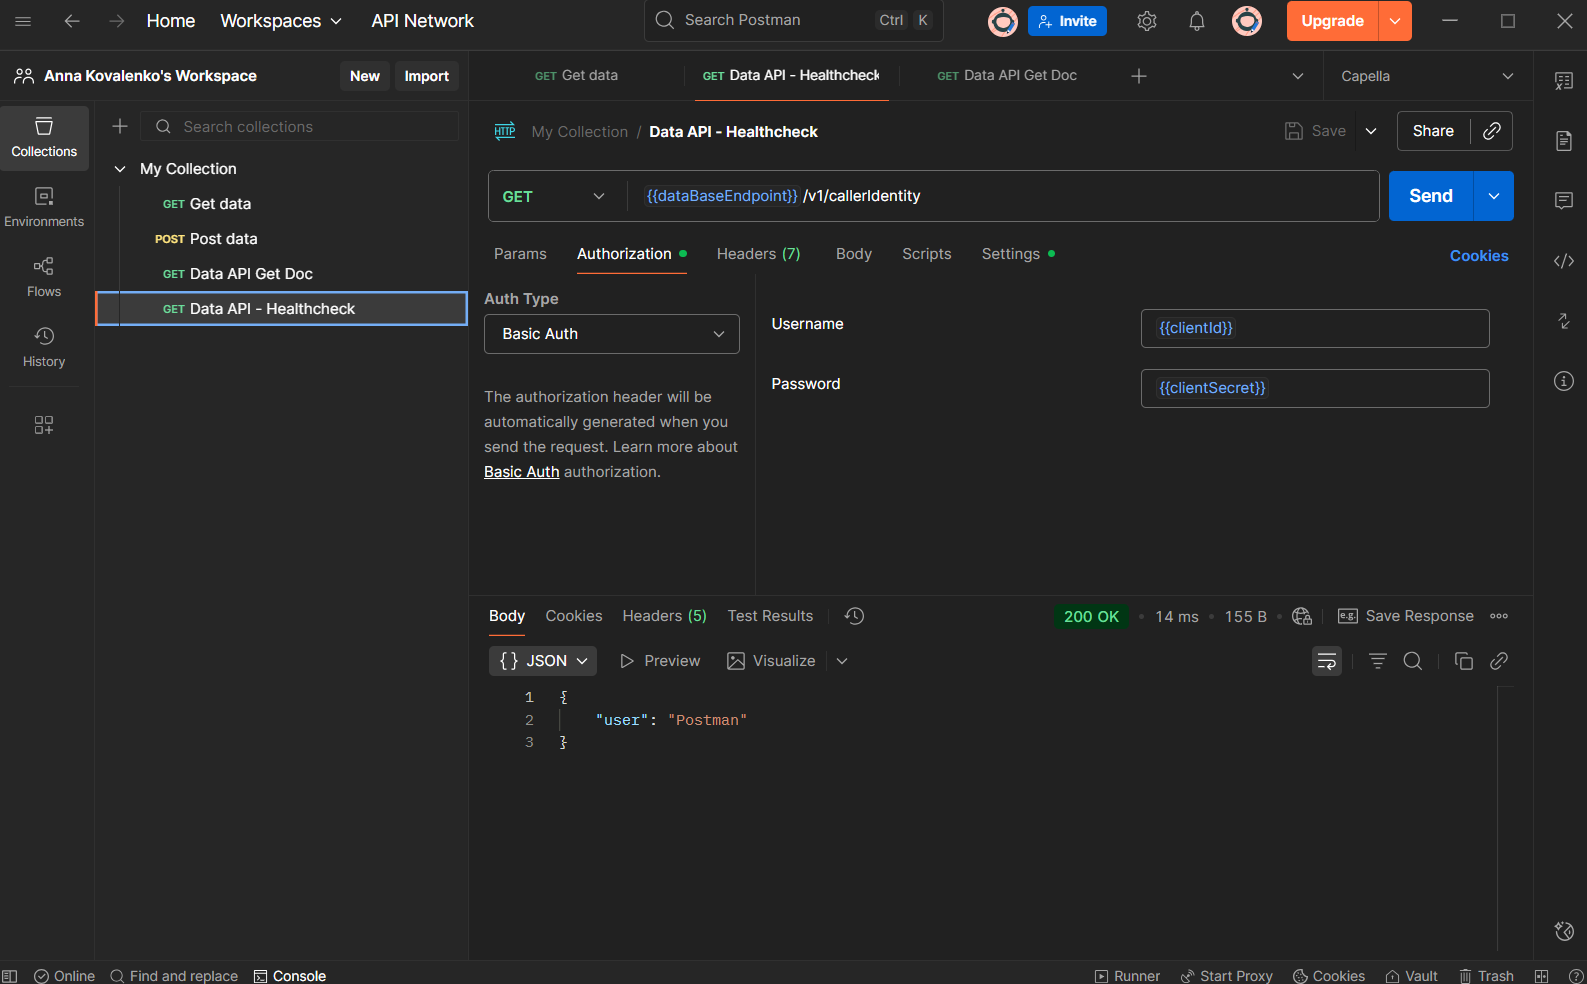 Home Workspaces API Network Search Postman Ctrl K Invite Upgrade
Anna Kovalenko's Workspace New Import
GET Get data GET Data API - Healthcheck GET Data API Get Doc Capella
Collections
Environments
Flows
History
Search collections
My Collection
GET Get data
POST Post data
GET Data API Get Doc
GET Data API - Healthcheck
HTTP My Collection / Data API - Healthcheck Save Share
GET {{dataBaseEndpoint}} /v1/callerIdentity Send
Params Authorization Headers (7) Body Scripts Settings Cookies
Auth Type
Basic Auth
The authorization header will be
automatically generated when you
send the request. Learn more about
Basic Auth authorization.
Username {{clientId}}
Password {{clientSecret}}
Body Cookies Headers (5) Test Results 200 OK • 14 ms • 155 B • e.g. Save Response
{} JSON Preview Visualize
1 {
2 "user": "Postman"
3 }
Online Find and replace Console Runner Start Proxy Cookies Vault Trash